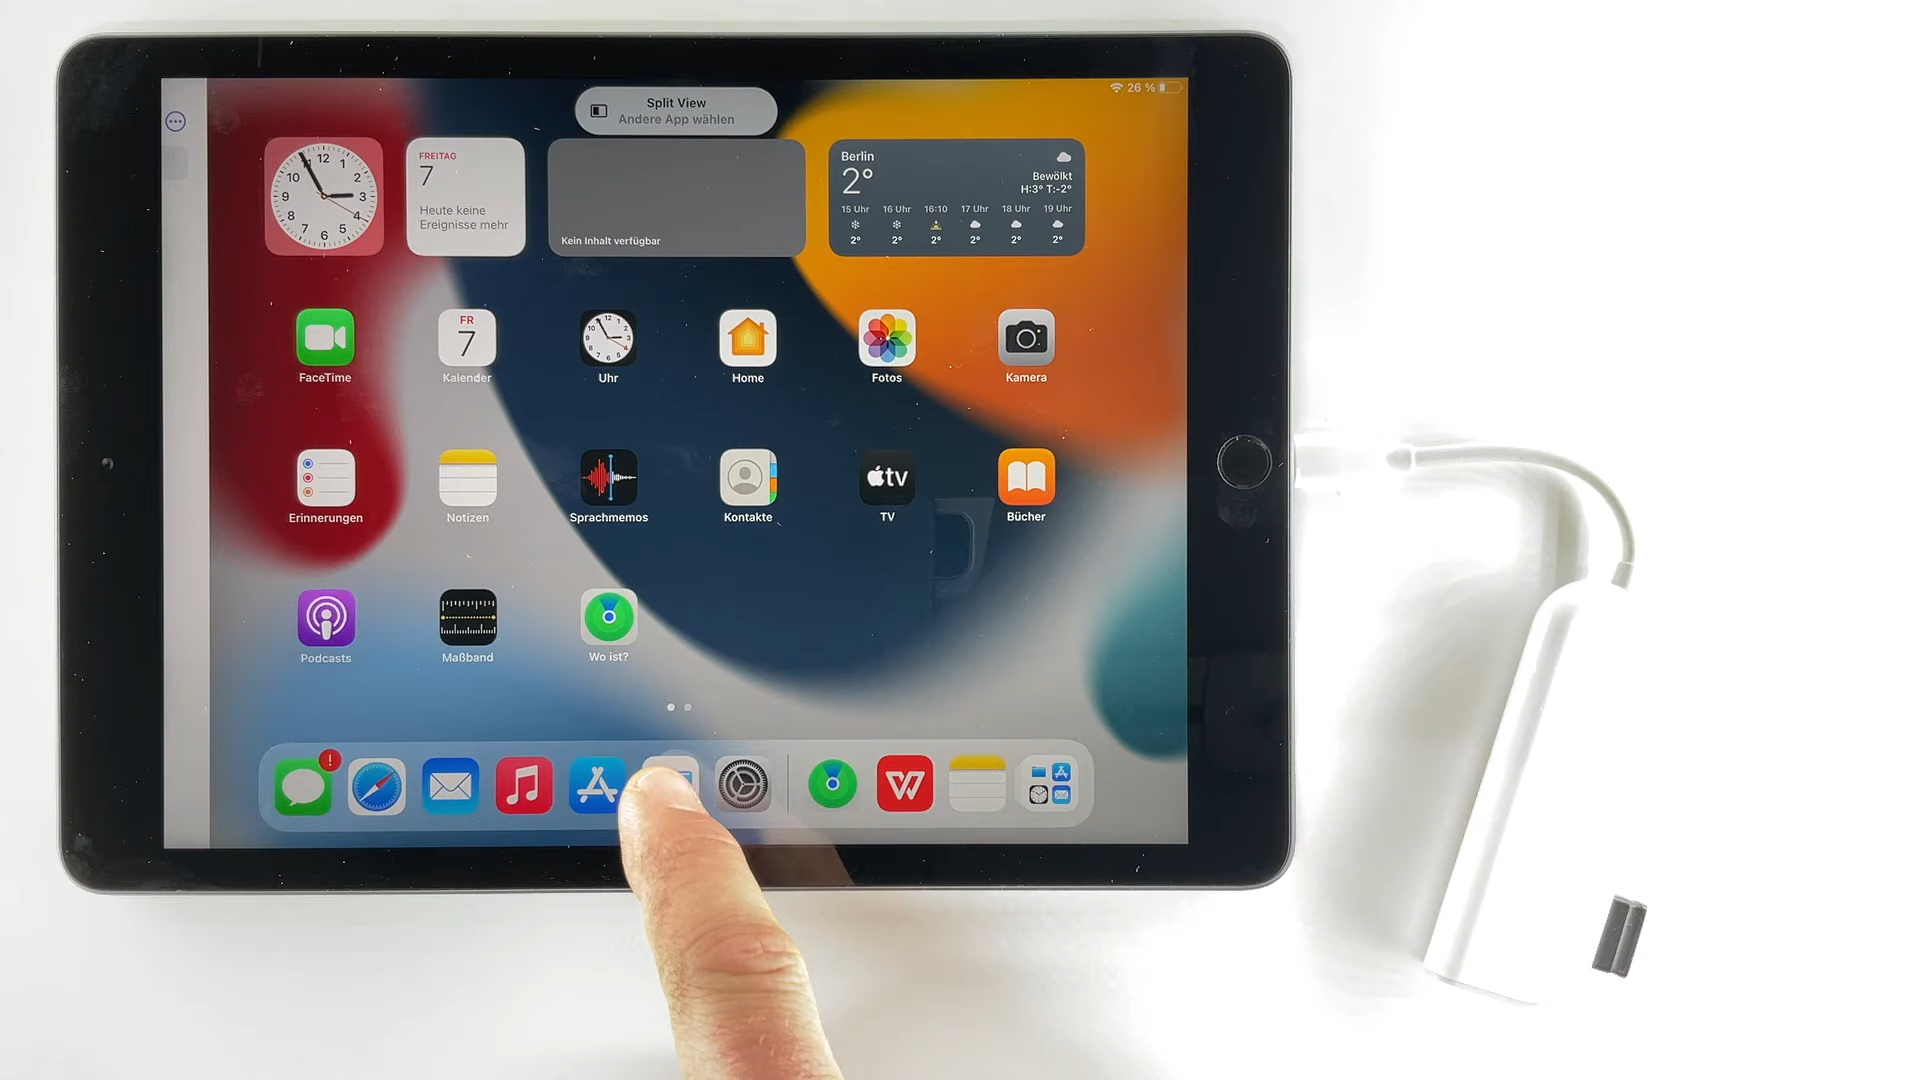 Split View
Andere App wählen
26 %
12
1
2
3
4
5
6
7
8
9
10
FREITAG
7
Heute keine
Ereignisse mehr
Kein Inhalt verfügbar
Berlin
2°
Bewölkt
H:3° T:-2°
15 Uhr 16 Uhr 16:10 17 Uhr 18 Uhr 19 Uhr
2° 2° 2° 2° 2° 2°
FaceTime
FR
7
Kalender
Uhr
Home
Fotos
Kamera
Erinnerungen
Notizen
Sprachmemos
Kontakte
tv
TV
Bücher
Podcasts
Maßband
Wo ist?
!
W